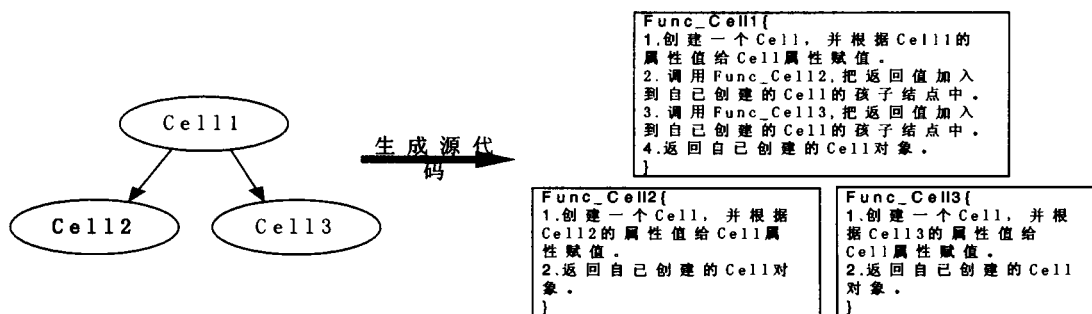 Cell1
Cell2
Cell3
生成源代
码
Func_Cell1{
1.创建一个Cell，并根据Cell1的
属性值给Cell属性赋值。
2.调用Func_Cell2,把返回值加入
到自己创建的Cell的孩子结点中。
3.调用Func_Cell3,把返回值加入
到自己创建的Cell的孩子结点中。
4.返回自己创建的Cell对象。
}
Func_Cell2{
1.创建一个Cell，并根据
Cell2的属性值给Cell属
性赋值。
2.返回自己创建的Cell对
象。
}
Func_Cell3{
1.创建一个Cell，并根
据Cell3的属性值给
Cell属性赋值。
2.返回自己创建的Cell
对象。
}